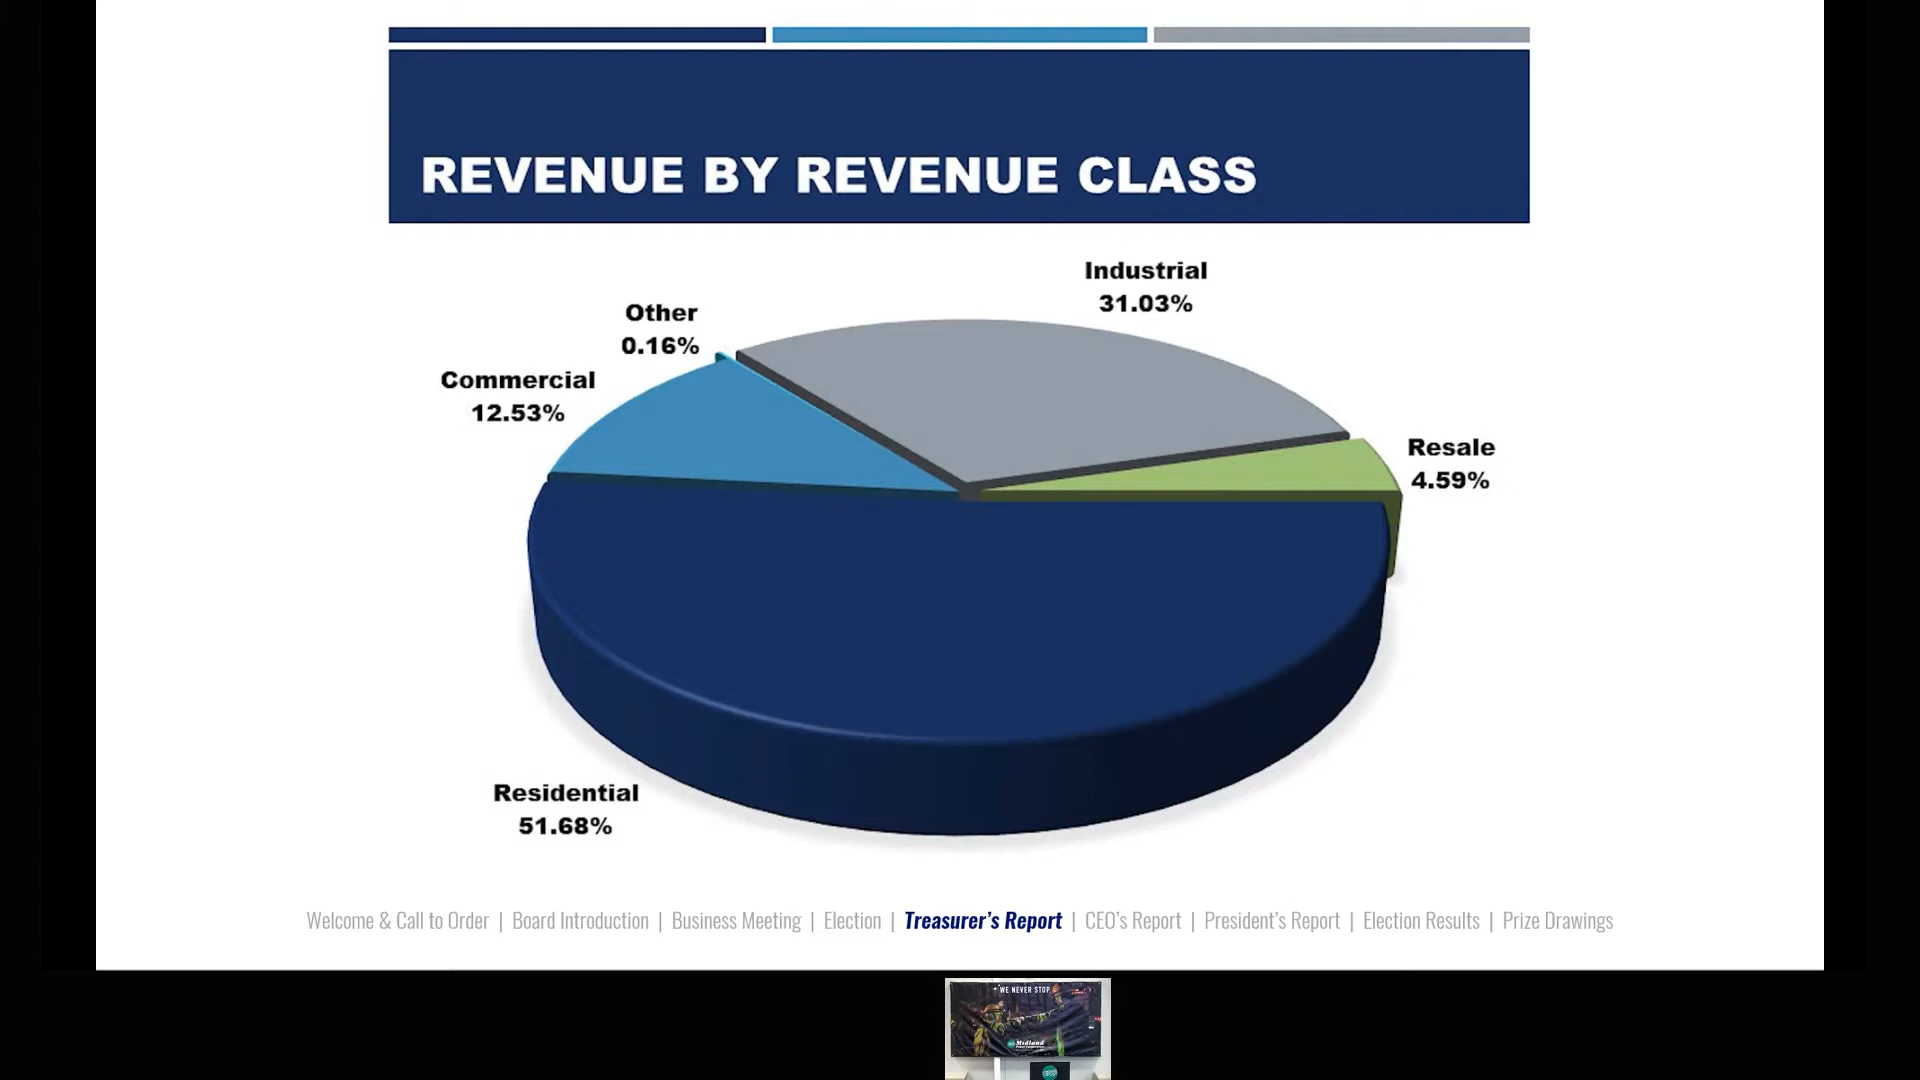 REVENUE BY REVENUE CLASS
Industrial
31.03%
Other
0.16%
Commercial
12.53%
Resale
4.59%
Residential
51.68%
Welcome & Call to Order | Board Introduction | Business Meeting | Election | Treasurer's Report | CEO's Report | President's Report | Election Results | Prize Drawings
WE NEVER STOP
Midland